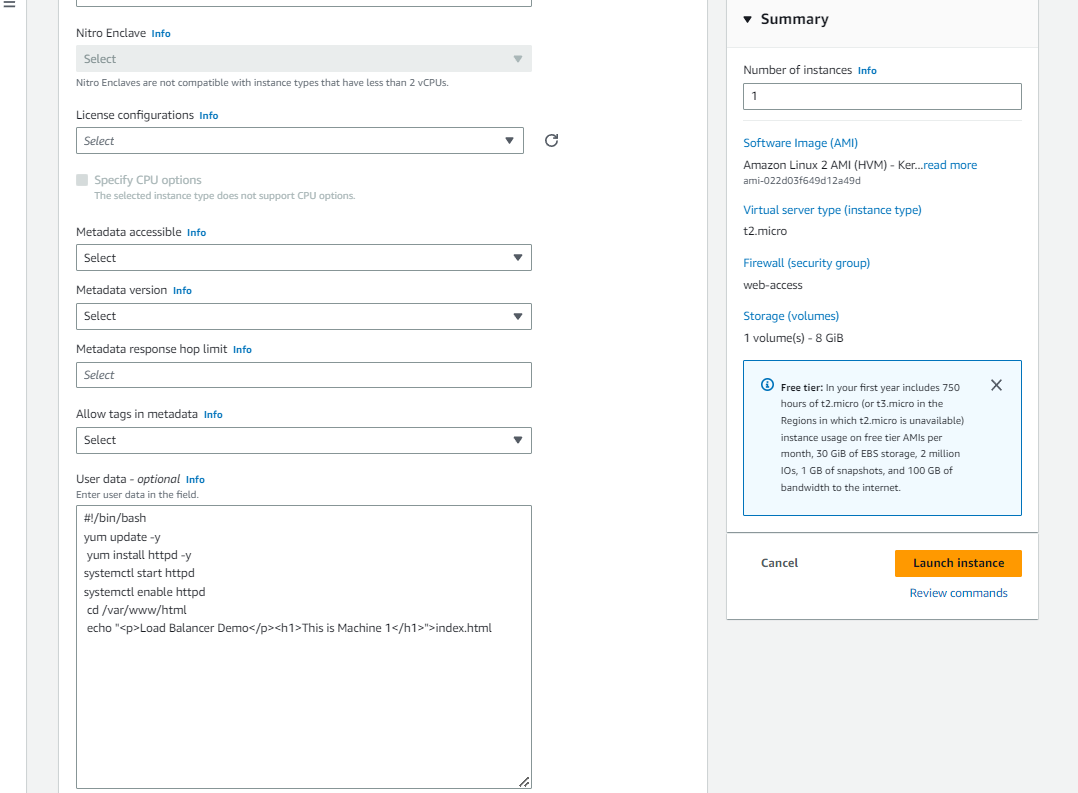 Nitro Enclave Info
Select
Nitro Enclaves are not compatible with instance types that have less than 2 vCPUs.
License configurations Info
Select
Specify CPU options
The selected instance type does not support CPU options.
Metadata accessible Info
Select
Metadata version Info
Select
Metadata response hop limit Info
Select
Allow tags in metadata Info
Select
User data - optional Info
Enter user data in the field.
#!/bin/bash
yum update -y
yum install httpd -y
systemctl start httpd
systemctl enable httpd
cd /var/www/html
echo "<p>Load Balancer Demo</p><h1>This is Machine 1</h1>">index.html
Summary
Number of instances Info
1
Software Image (AMI)
Amazon Linux 2 AMI (HVM) - Ker...read more
ami-022d03f649d12a49d
Virtual server type (instance type)
t2.micro
Firewall (security group)
web-access
Storage (volumes)
1 volume(s) - 8 GiB
Free tier: In your first year includes 750
hours of t2.micro (or t3.micro in the
Regions in which t2.micro is unavailable)
instance usage on free tier AMIs per
month, 30 GiB of EBS storage, 2 million
IOs, 1 GB of snapshots, and 100 GB of
bandwidth to the internet.
Cancel
Launch instance
Review commands